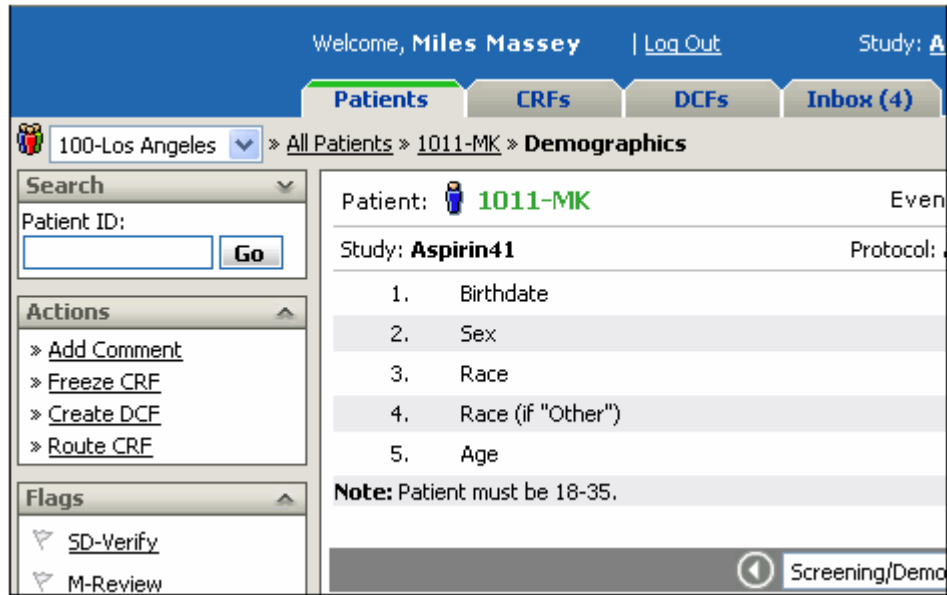 Welcome, Miles Massey | Log Out Study: A
Patients CRFs DCFs Inbox (4)
100-Los Angeles » All Patients » 1011-MK » Demographics
Search
Patient ID:
Go
Actions
» Add Comment
» Freeze CRF
» Create DCF
» Route CRF
Flags
SD-Verify
M-Review
Patient: 1011-MK Even
Study: Aspirin41 Protocol:
1. Birthdate
2. Sex
3. Race
4. Race (if "Other")
5. Age
Note: Patient must be 18-35.
Screening/Demo